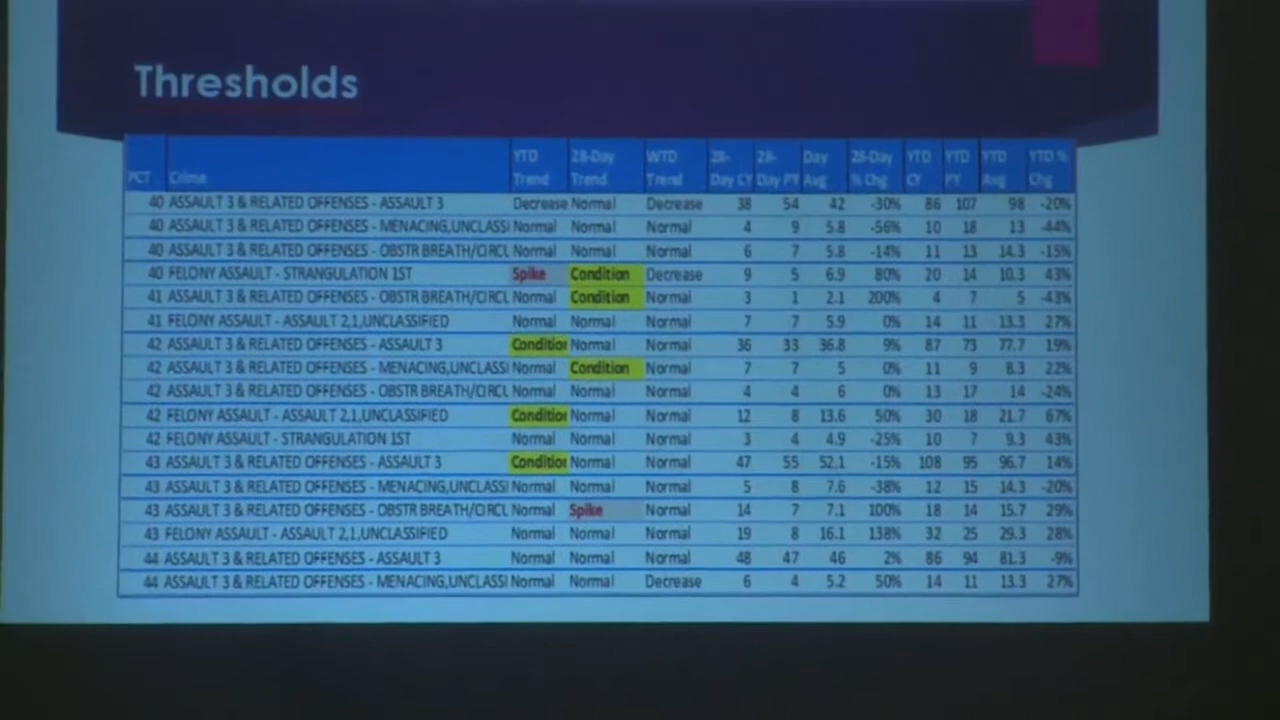 Thresholds
PCT Crime YTD Trend 28-Day Trend WTD Trend 28-Day CY 28-Day PY Day Avg 28-Day % Chg YTD CY YTD PY YTD Avg YTD % Chg
40 ASSAULT 3 & RELATED OFFENSES - ASSAULT 3 Decrease Normal Decrease 38 54 42 -30% 86 107 98 -20%
40 ASSAULT 3 & RELATED OFFENSES - MENACING,UNCLASSI Normal Normal Normal 4 9 5.8 -56% 10 18 13 -44%
40 ASSAULT 3 & RELATED OFFENSES - OBSTR BREATH/CIRCL Normal Normal Normal 6 7 5.8 -14% 11 13 14.3 -15%
40 FELONY ASSAULT - STRANGULATION 1ST Spike Condition Decrease 9 5 6.9 80% 20 14 10.3 43%
41 ASSAULT 3 & RELATED OFFENSES - OBSTR BREATH/CIRCL Normal Condition Normal 3 1 2.1 200% 4 7 5 -43%
41 FELONY ASSAULT - ASSAULT 2,1,UNCLASSIFIED Normal Normal Normal 7 7 5.9 0% 14 11 13.3 27%
42 ASSAULT 3 & RELATED OFFENSES - ASSAULT 3 Condition Normal Normal 36 33 36.8 9% 87 73 77.7 19%
42 ASSAULT 3 & RELATED OFFENSES - MENACING,UNCLASSI Normal Condition Normal 7 7 5 0% 11 9 8.3 22%
42 ASSAULT 3 & RELATED OFFENSES - OBSTR BREATH/CIRCL Normal Normal Normal 4 4 6 0% 13 17 14 -24%
42 FELONY ASSAULT - ASSAULT 2,1,UNCLASSIFIED Condition Normal Normal 12 8 13.6 50% 30 18 21.7 67%
42 FELONY ASSAULT - STRANGULATION 1ST Normal Normal Normal 3 4 4.9 -25% 10 7 9.3 43%
43 ASSAULT 3 & RELATED OFFENSES - ASSAULT 3 Condition Normal Normal 47 55 52.1 -15% 108 95 96.7 14%
43 ASSAULT 3 & RELATED OFFENSES - MENACING,UNCLASSI Normal Normal Normal 5 8 7.6 -38% 12 15 14.3 -20%
43 ASSAULT 3 & RELATED OFFENSES - OBSTR BREATH/CIRCL Normal Spike Normal 14 7 7.1 100% 18 14 15.7 29%
43 FELONY ASSAULT - ASSAULT 2,1,UNCLASSIFIED Normal Normal Normal 19 8 16.1 138% 32 25 29.3 28%
44 ASSAULT 3 & RELATED OFFENSES - ASSAULT 3 Normal Normal Normal 48 47 46 2% 86 94 81.3 -9%
44 ASSAULT 3 & RELATED OFFENSES - MENACING,UNCLASSI Normal Normal Decrease 6 4 5.2 50% 14 11 13.3 27%